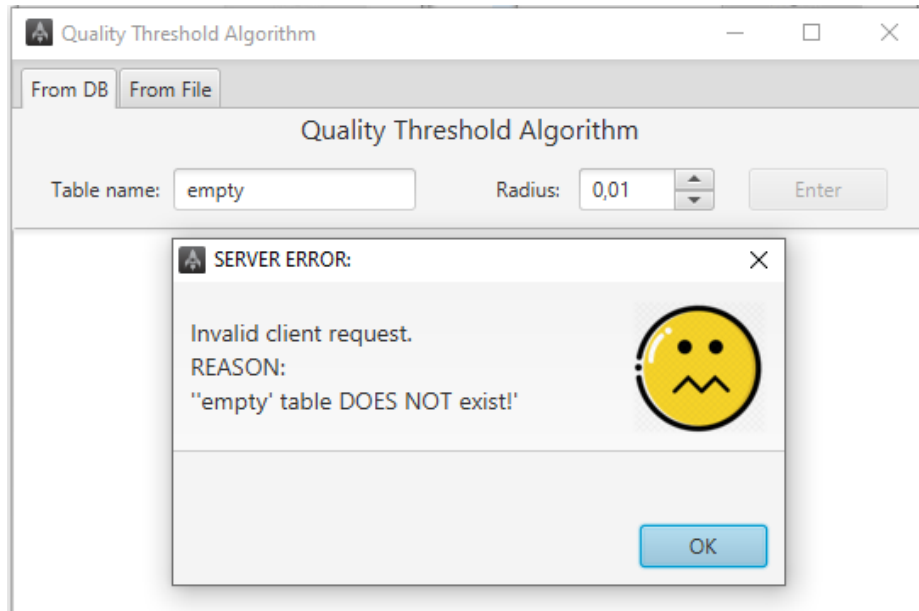 Quality Threshold Algorithm
From DB From File
Quality Threshold Algorithm
Table name: empty Radius: 0,01 Enter
SERVER ERROR:
Invalid client request.
REASON:
''empty' table DOES NOT exist!'
OK